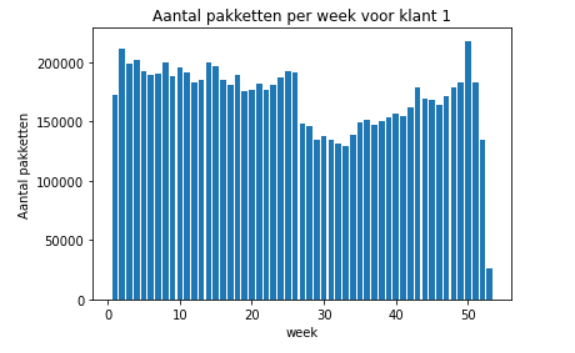 Aantal pakketten per week voor klant 1
Aantal pakketten
200000
150000
100000
50000
0
0 10 20 30 40 50
week